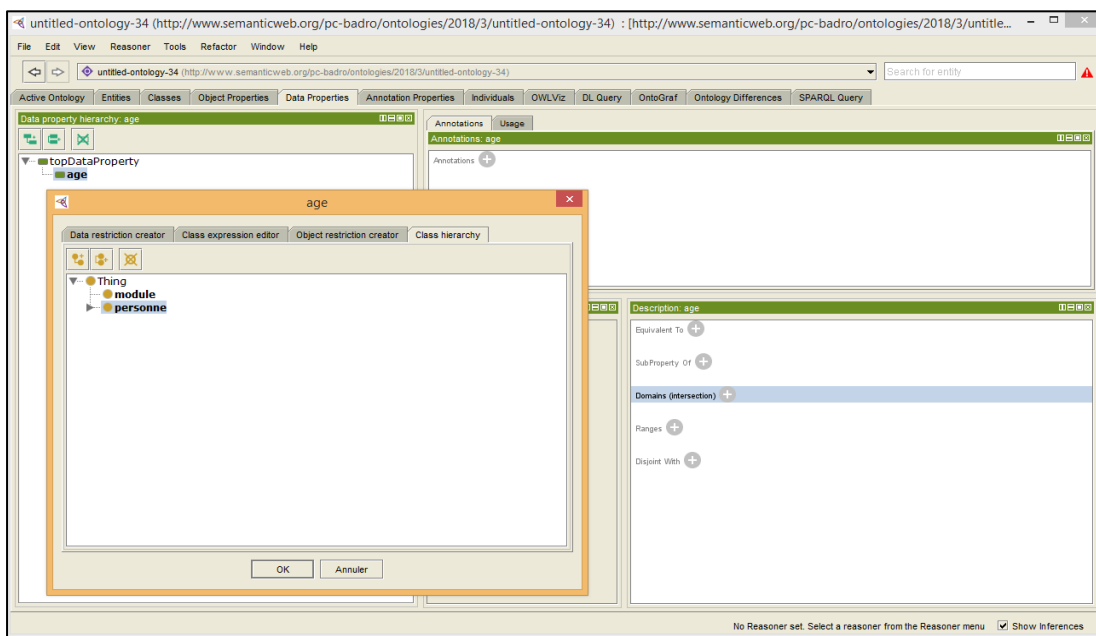 untitled-ontology-34 (http://www.semanticweb.org/pc-badro/ontologies/2018/3/untitled-ontology-34) : [http://www.semanticweb.org/pc-badro/ontologies/2018/3/untitle...
File Edit View Reasoner Tools Refactor Window Help
untitled-ontology-34 (http://www.semanticweb.org/pc-badro/ontologies/2018/3/untitled-ontology-34)
Search for entity
Active Ontology Entities Classes Object Properties Data Properties Annotation Properties Individuals OWLViz DL Query OntoGraf Ontology Differences SPARQL Query
Data property hierarchy: age
topDataProperty
age
Annotations Usage
Annotations: age
Annotations
age
Data restriction creator Class expression editor Object restriction creator Class hierarchy
Thing
module
personne
OK Annuler
Description: age
Equivalent To
SubProperty Of
Domains (intersection)
Ranges
Disjoint With
No Reasoner set. Select a reasoner from the Reasoner menu Show Inferences